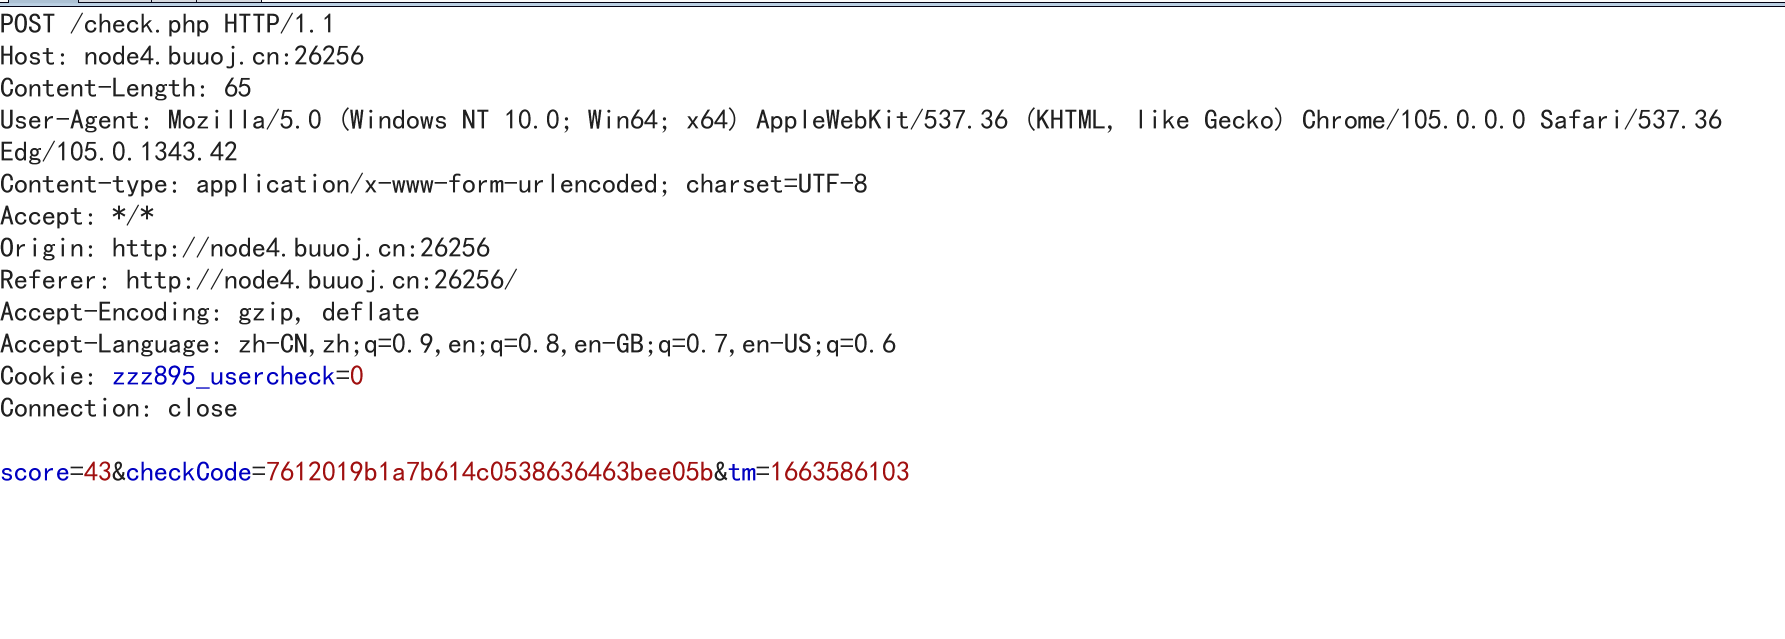 POST /check.php HTTP/1.1
Host: node4.buuoj.cn:26256
Content-Length: 65
User-Agent: Mozilla/5.0 (Windows NT 10.0; Win64; x64) AppleWebKit/537.36 (KHTML, like Gecko) Chrome/105.0.0.0 Safari/537.36
Edg/105.0.1343.42
Content-type: application/x-www-form-urlencoded; charset=UTF-8
Accept: */*
Origin: http://node4.buuoj.cn:26256
Referer: http://node4.buuoj.cn:26256/
Accept-Encoding: gzip, deflate
Accept-Language: zh-CN,zh;q=0.9,en;q=0.8,en-GB;q=0.7,en-US;q=0.6
Cookie: zzz895_usercheck=0
Connection: close
score=43&checkCode=7612019b1a7b614c0538636463bee05b&tm=1663586103